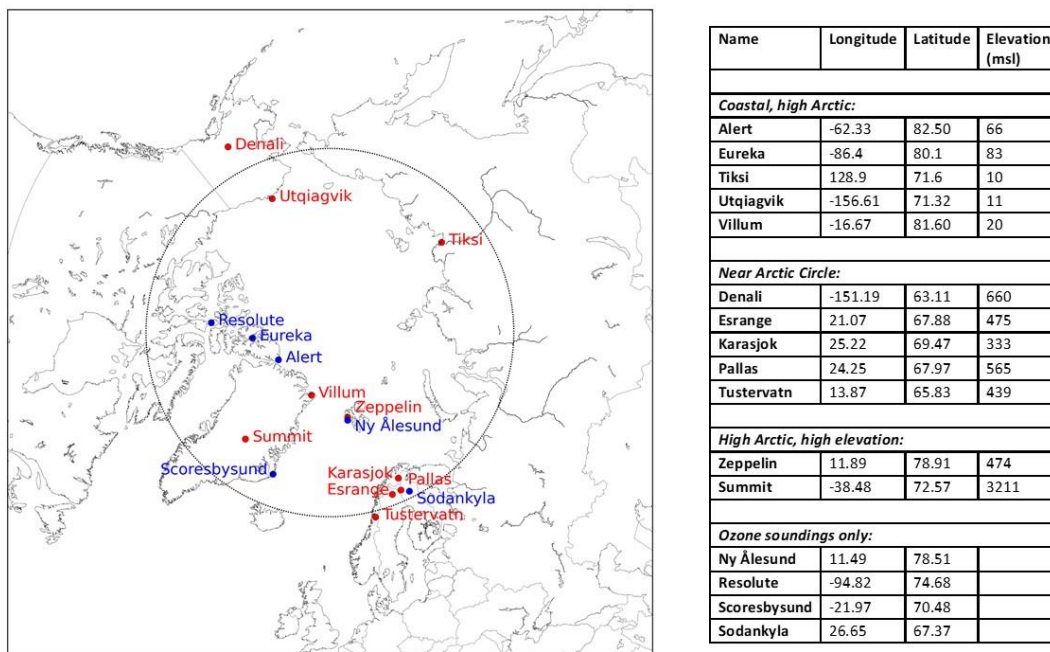 Denali
Utqiagvik
Tiksi
Resolute
Eureka
Alert
Villum
Zeppelin
Ny Ålesund
Summit
Scoresbysund
Karasjok
Pallas
Esrange
Sodankyla
Tustervatn
Name Longitude Latitude Elevation (msl)
Coastal, high Arctic:
Alert -62.33 82.50 66
Eureka -86.4 80.1 83
Tiksi 128.9 71.6 10
Utqiagvik -156.61 71.32 11
Villum -16.67 81.60 20
Near Arctic Circle:
Denali -151.19 63.11 660
Esrange 21.07 67.88 475
Karasjok 25.22 69.47 333
Pallas 24.25 67.97 565
Tustervatn 13.87 65.83 439
High Arctic, high elevation:
Zeppelin 11.89 78.91 474
Summit -38.48 72.57 3211
Ozone soundings only:
Ny Ålesund 11.49 78.51
Resolute -94.82 74.68
Scoresbysund -21.97 70.48
Sodankyla 26.65 67.37